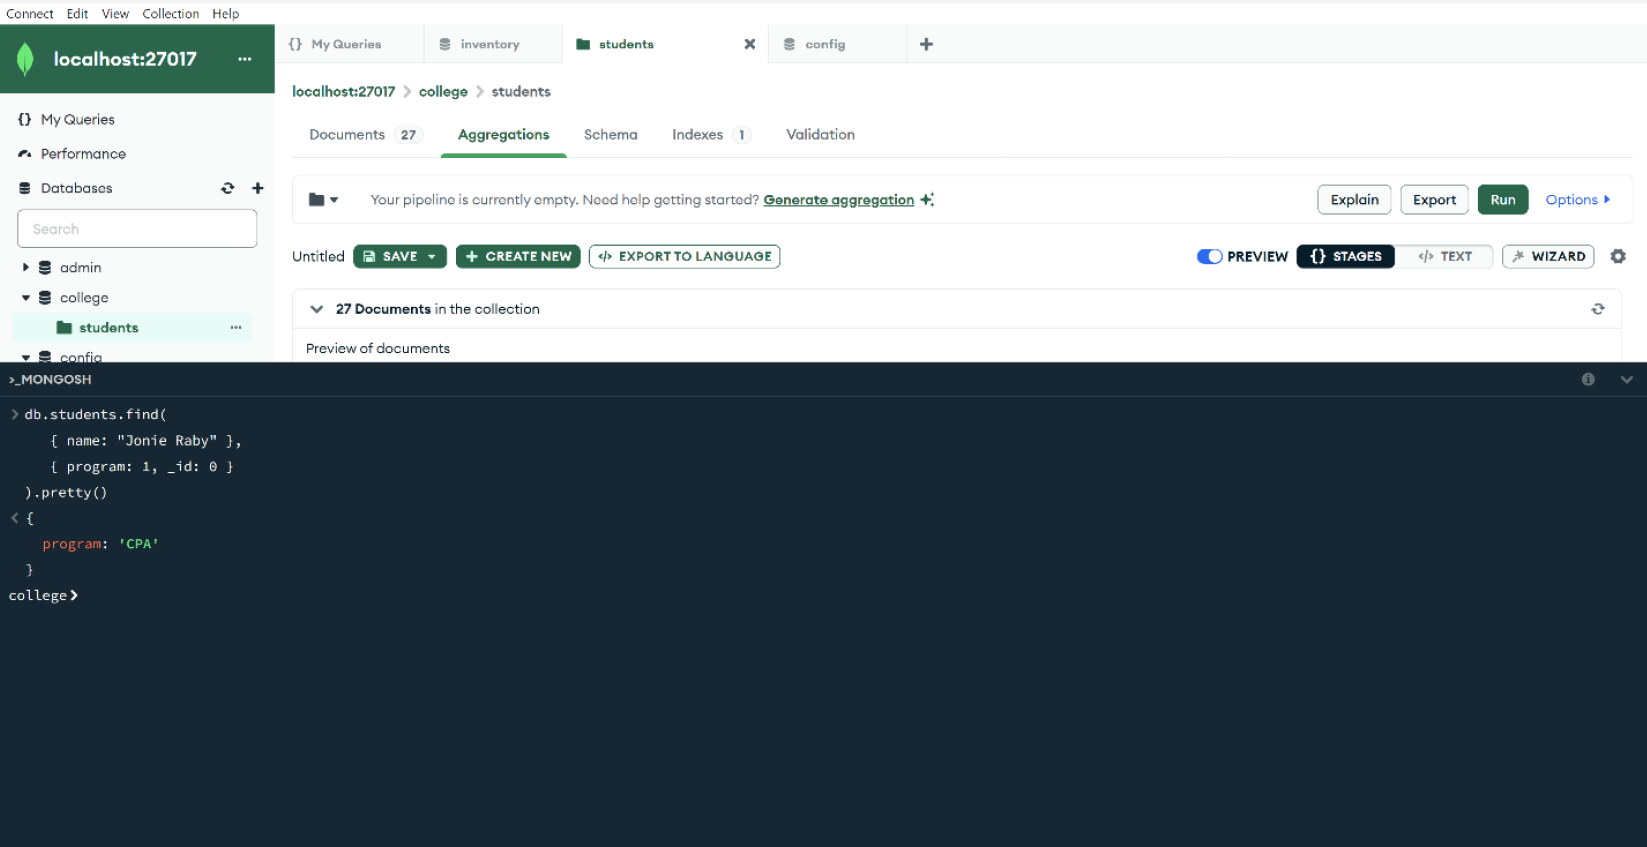 Connect Edit View Collection Help
localhost:27017 ...
{} My Queries
inventory
students
config
localhost:27017 > college > students
Documents 27 Aggregations Schema Indexes 1 Validation
My Queries
Performance
Databases
Search
admin
college
students ...
config
Your pipeline is currently empty. Need help getting started? Generate aggregation
Explain Export Run Options
Untitled SAVE + CREATE NEW </> EXPORT TO LANGUAGE
PREVIEW {} STAGES </> TEXT WIZARD
27 Documents in the collection
Preview of documents
>_MONGOSH
> db.students.find(
{ name: "Jonie Raby" },
{ program: 1, _id: 0 }
).pretty()
< {
program: 'CPA'
}
college>